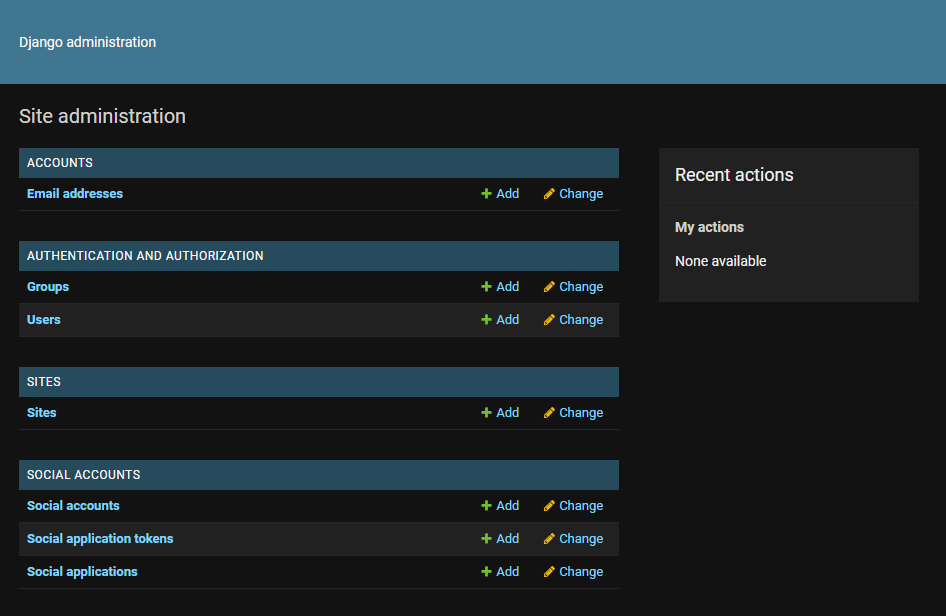 Django administration
Site administration
ACCOUNTS
Email addresses Add Change
AUTHENTICATION AND AUTHORIZATION
Groups Add Change
Users Add Change
SITES
Sites Add Change
SOCIAL ACCOUNTS
Social accounts Add Change
Social application tokens Add Change
Social applications Add Change
Recent actions
My actions
None available